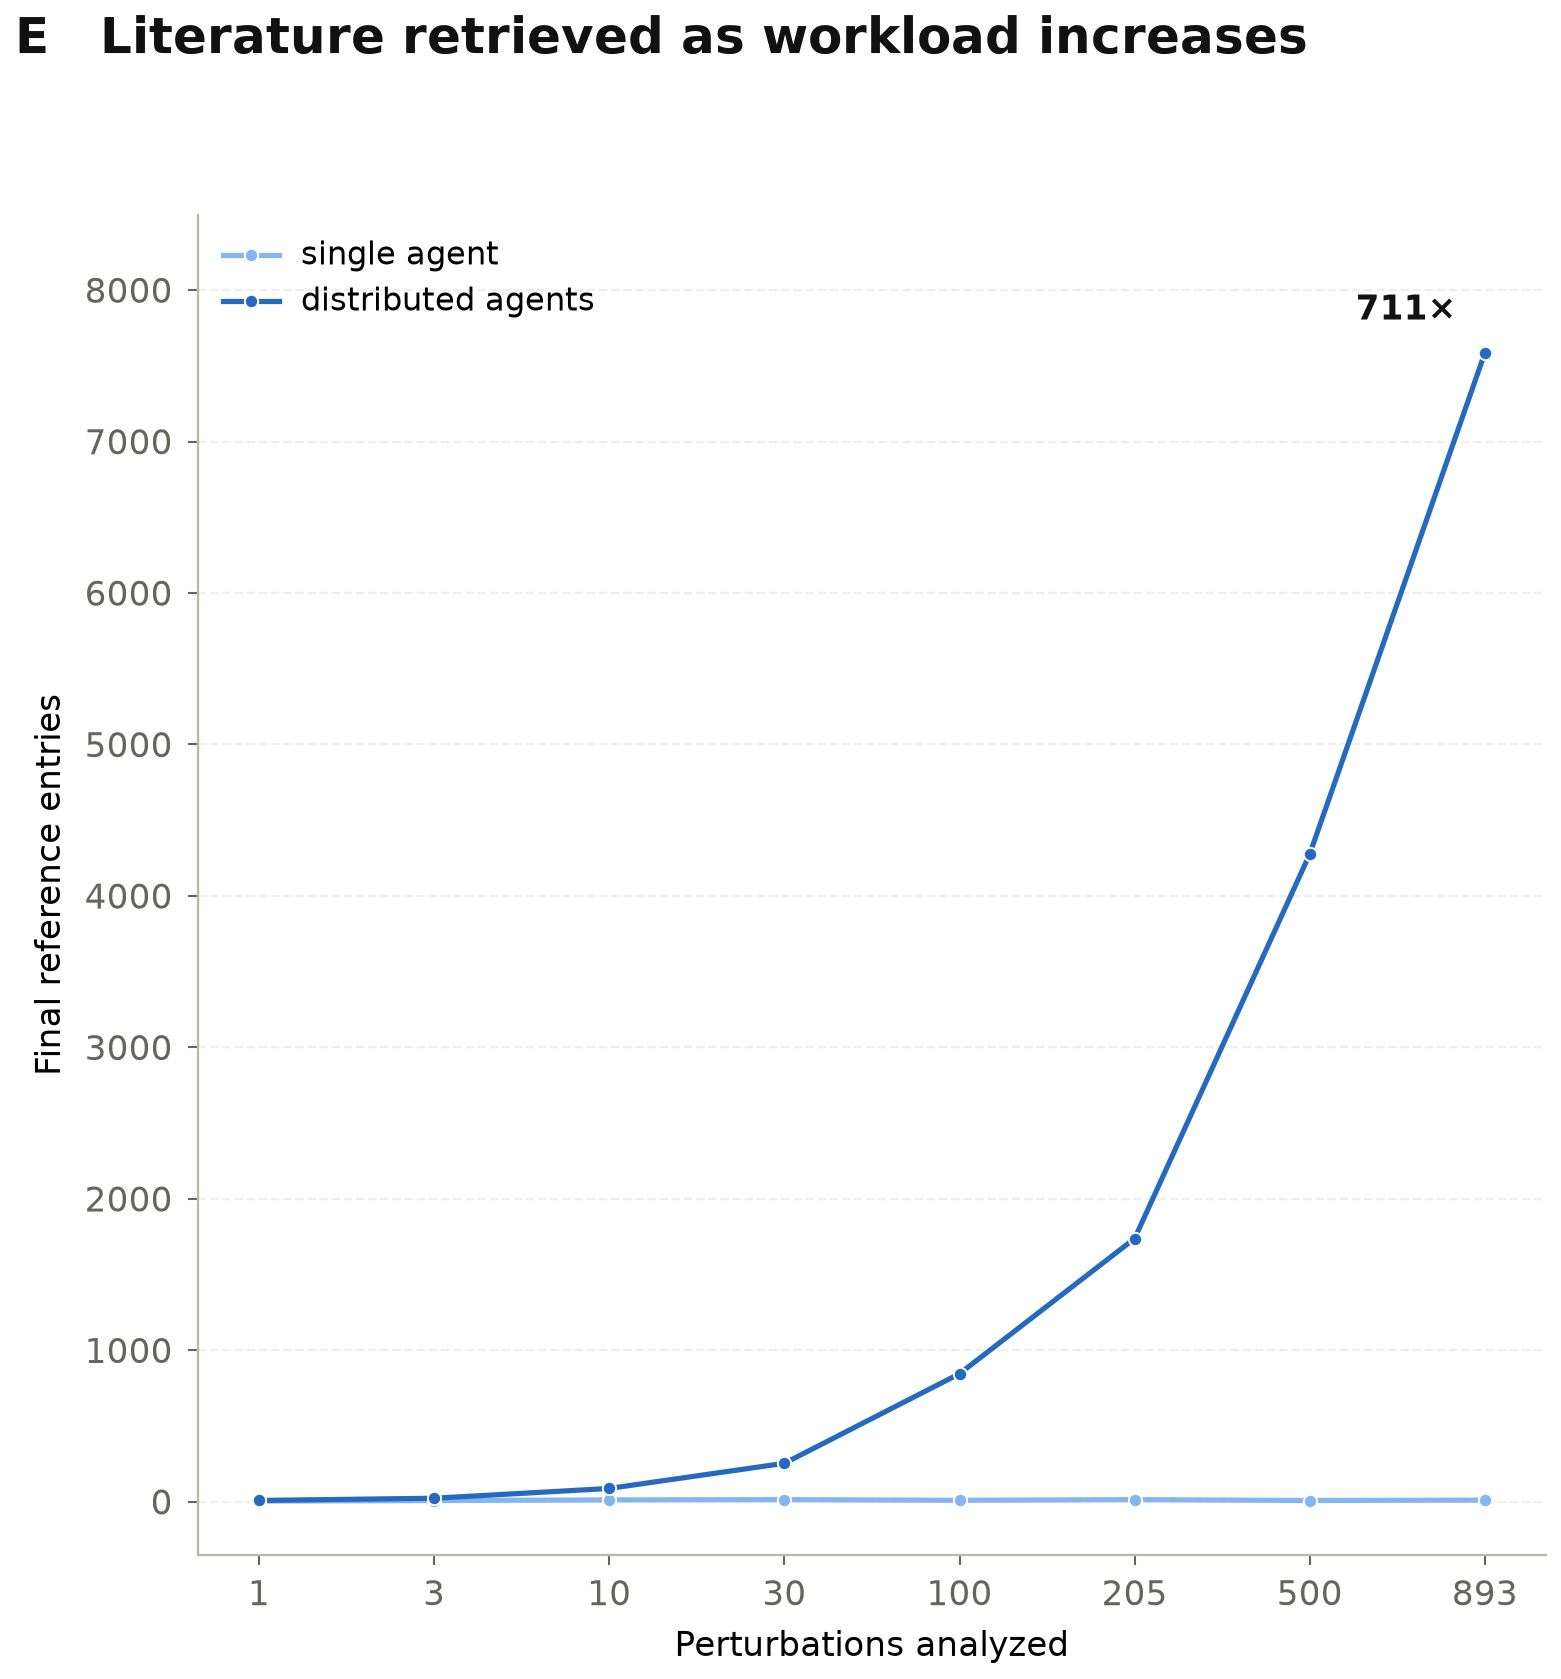 E Literature retrieved as workload increases
single agent
distributed agents
711×
8000
7000
6000
5000
4000
3000
2000
1000
0
Final reference entries
1 3 10 30 100 205 500 893
Perturbations analyzed